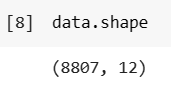 [8] data.shape
(8807, 12)